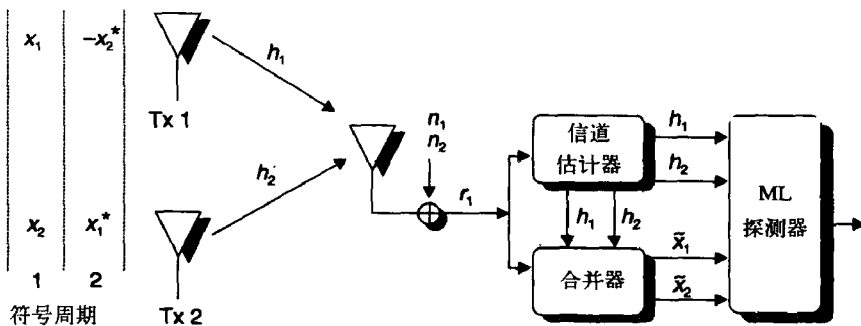 x₁ −x₂*
Tx 1
h₁
h₂
n₁
n₂
r₁
信道
估计器
h₁
h₂
h₁ h₂
合并器
x̃₁
x̃₂
ML
探测器
x₂ x₁*
1 2
符号周期
Tx 2